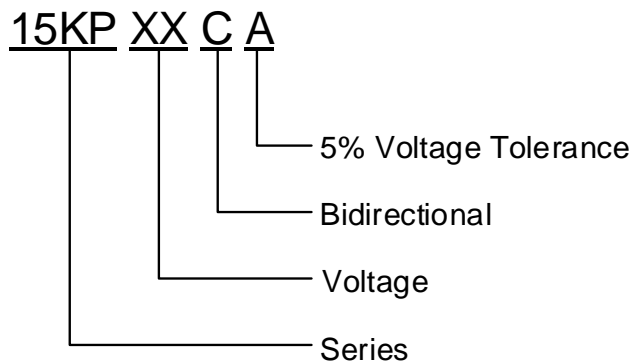 15KP XX C A
5% Voltage Tolerance
Bidirectional
Voltage
Series